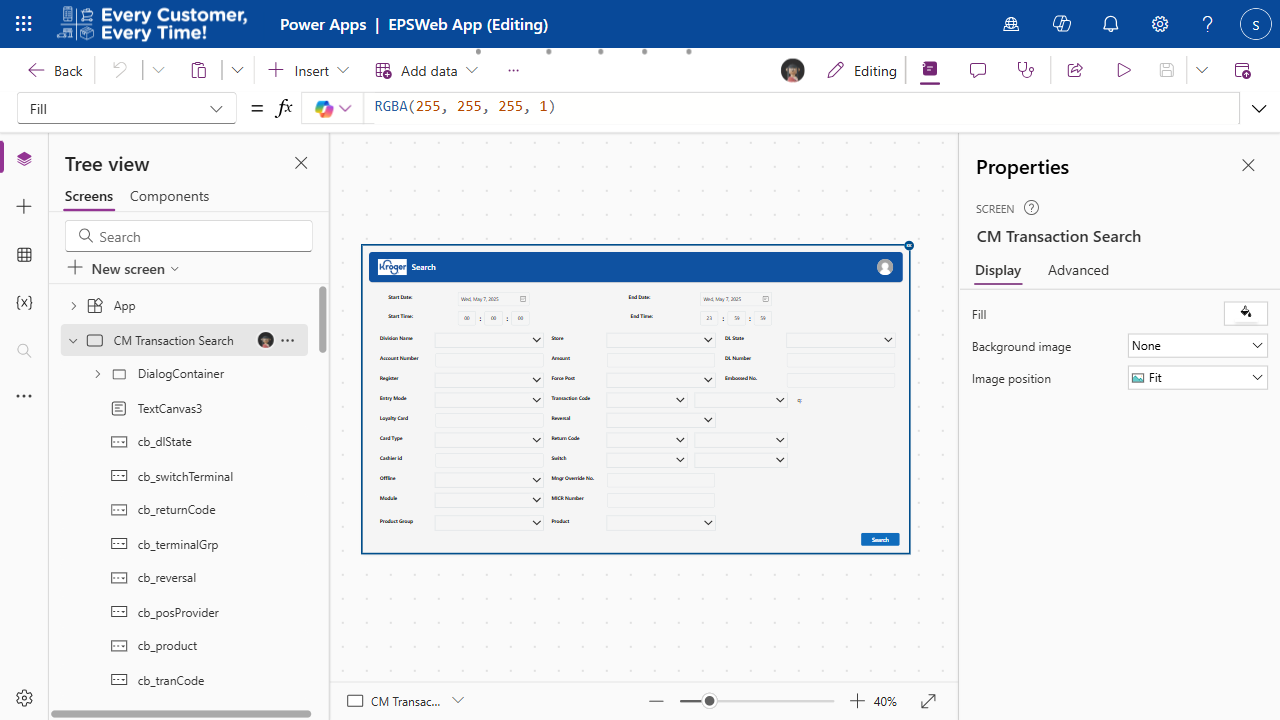 Every Customer, Every Time!
Power Apps | EPSWeb App (Editing)
S
Back
Insert
Add data
Editing
Fill
= fx
RGBA(255, 255, 255, 1)
Tree view
Screens Components
Search
New screen
App
CM Transaction Search
DialogContainer
TextCanvas3
cb_dlState
cb_switchTerminal
cb_returnCode
cb_terminalGrp
cb_reversal
cb_posProvider
cb_product
cb_tranCode
Kroger Search
Start Date: Wed, May 7, 2025 End Date: Wed, May 7, 2025
Start Time: 00 : 00 : 00 End Time: 23 : 59 : 59
Division Name Store DL State
Account Number Amount DL Number
Register Force Post Embossed No.
Entry Mode Transaction Code
Loyalty Card Reversal
Card Type Return Code
Cashier id Switch
Offline Mngr Override No.
Module MICR Number
Product Group Product
Search
CM Transac...
40%
Properties
SCREEN
CM Transaction Search
Display Advanced
Fill
Background image None
Image position Fit